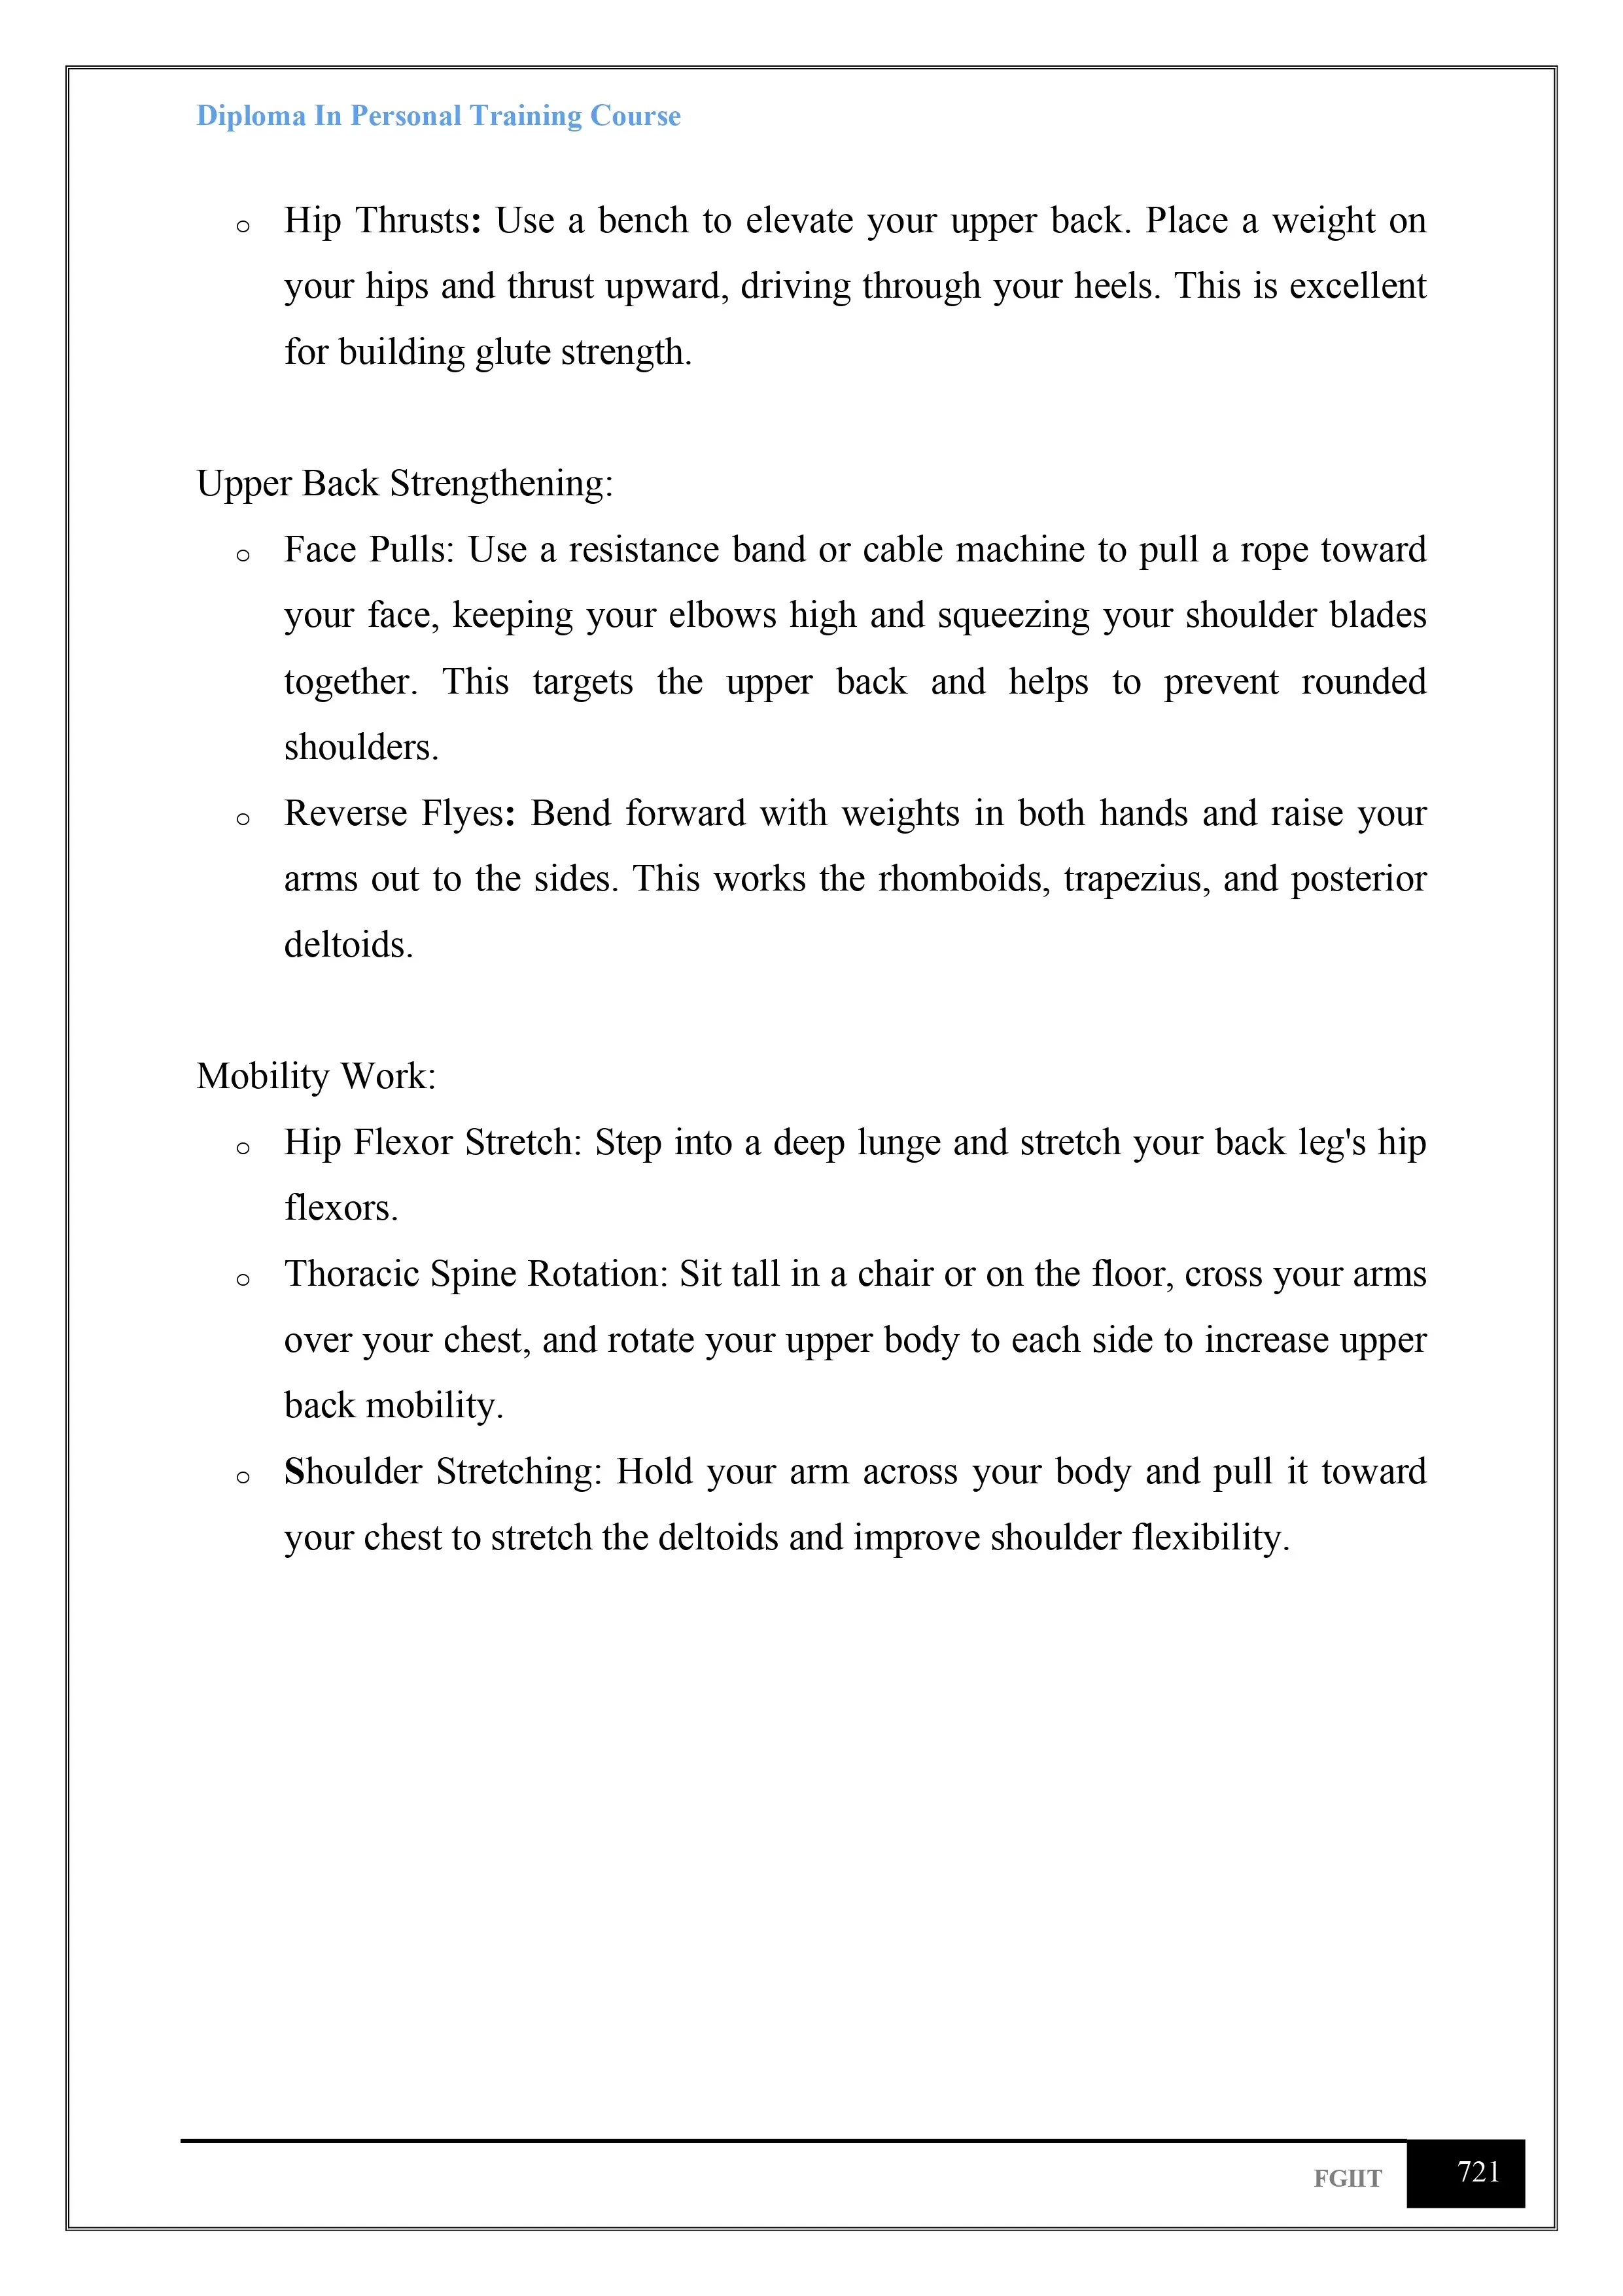 Diploma In Personal Training Course
o Hip Thrusts: Use a bench to elevate your upper back. Place a weight on
your hips and thrust upward, driving through your heels. This is excellent
for building glute strength.
Upper Back Strengthening:
o Face Pulls: Use a resistance band or cable machine to pull a rope toward
your face, keeping your elbows high and squeezing your shoulder blades
together. This targets the upper back and helps to prevent rounded
shoulders.
o Reverse Flyes: Bend forward with weights in both hands and raise your
arms out to the sides. This works the rhomboids, trapezius, and posterior
deltoids.
Mobility Work:
o Hip Flexor Stretch: Step into a deep lunge and stretch your back leg's hip
flexors.
o Thoracic Spine Rotation: Sit tall in a chair or on the floor, cross your arms
over your chest, and rotate your upper body to each side to increase upper
back mobility.
o Shoulder Stretching: Hold your arm across your body and pull it toward
your chest to stretch the deltoids and improve shoulder flexibility.
FGIIT 721